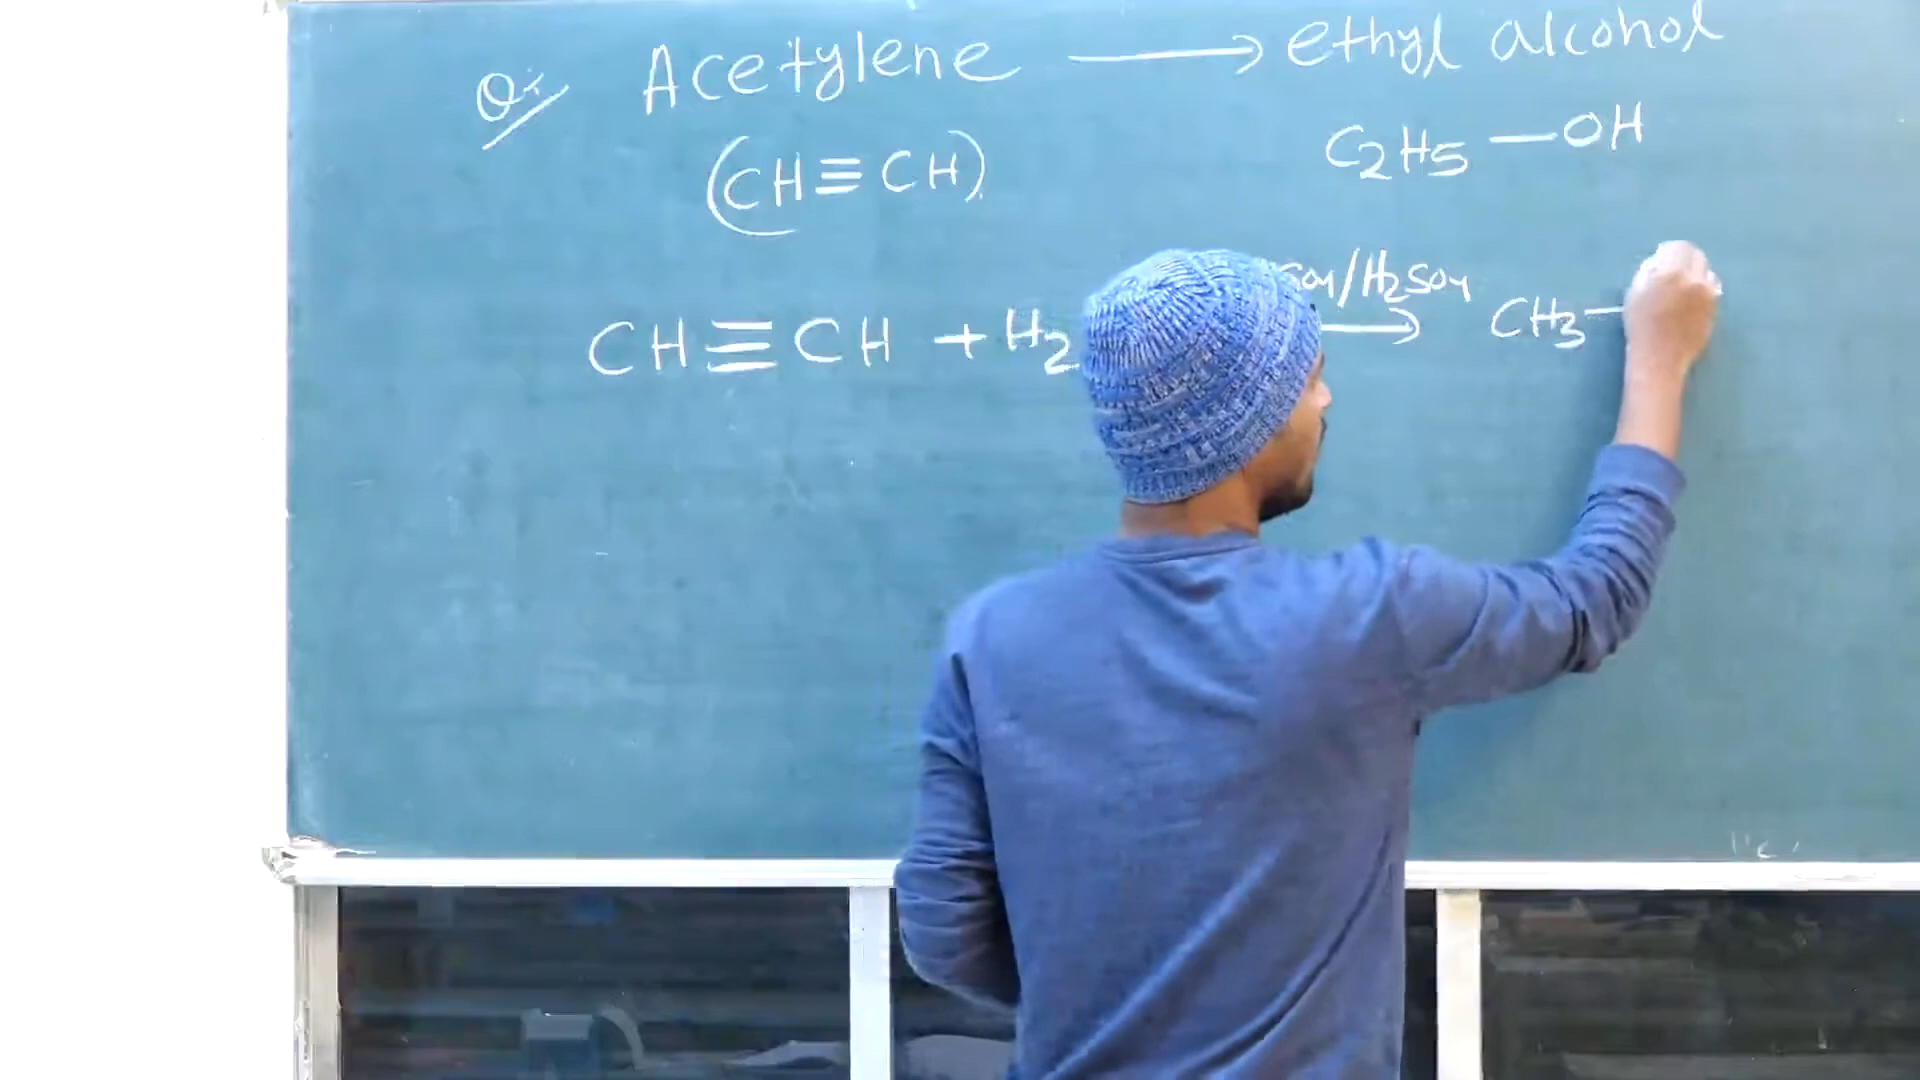 Q: Acetylene ⟶ ethyl alcohol
(CH≡CH) C2H5—OH
SO4/H2SO4
CH≡CH + H2 ⟶ CH3—